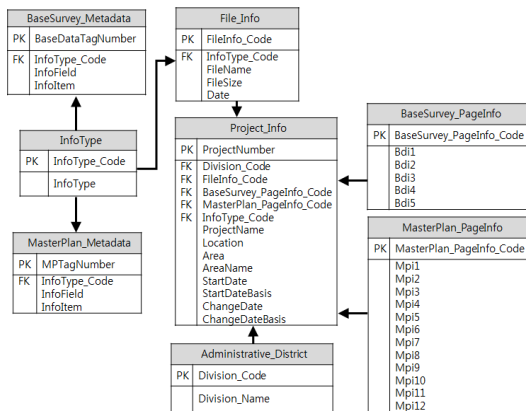 BaseSurvey_Metadata
PK BaseDataTagNumber
FK InfoType_Code
InfoField
InfoItem
File_Info
PK FileInfo_Code
FK InfoType_Code
FileName
FileSize
Date
InfoType
PK InfoType_Code
InfoType
MasterPlan_Metadata
PK MPTagNumber
FK InfoType_Code
InfoField
InfoItem
Project_Info
PK ProjectNumber
FK Division_Code
FK FileInfo_Code
FK BaseSurvey_PageInfo_Code
FK MasterPlan_PageInfo_Code
FK InfoType_Code
ProjectName
Location
Area
AreaName
StartDate
StartDateBasis
ChangeDate
ChangeDateBasis
Administrative_District
PK Division_Code
Division_Name
BaseSurvey_PageInfo
PK BaseSurvey_PageInfo_Code
Bdi1
Bdi2
Bdi3
Bdi4
Bdi5
MasterPlan_PageInfo
PK MasterPlan_PageInfo_Code
Mpi1
Mpi2
Mpi3
Mpi4
Mpi5
Mpi6
Mpi7
Mpi8
Mpi9
Mpi10
Mpi11
Mpi12